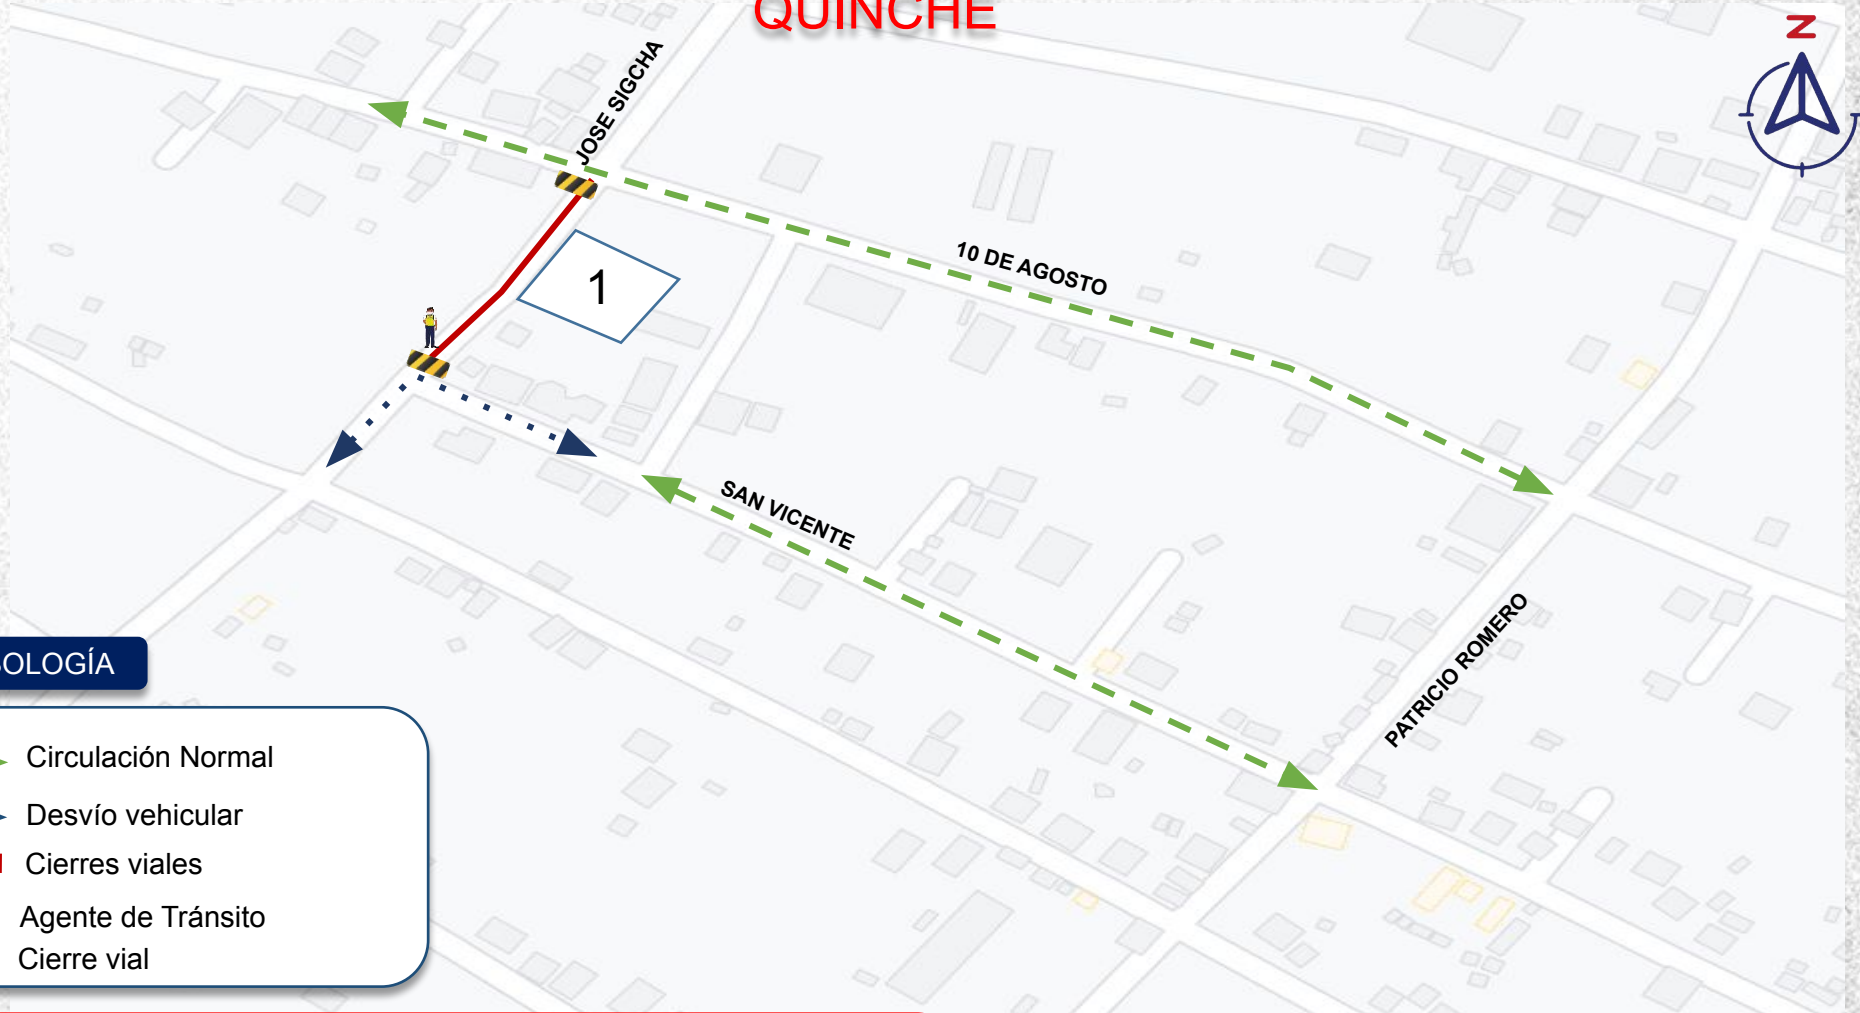 QUINCHE
N
JOSE SIGCHA
1
10 DE AGOSTO
SAN VICENTE
PATRICIO ROMERO
BOLOGÍA
Circulación Normal
Desvío vehicular
Cierres viales
Agente de Tránsito
Cierre vial